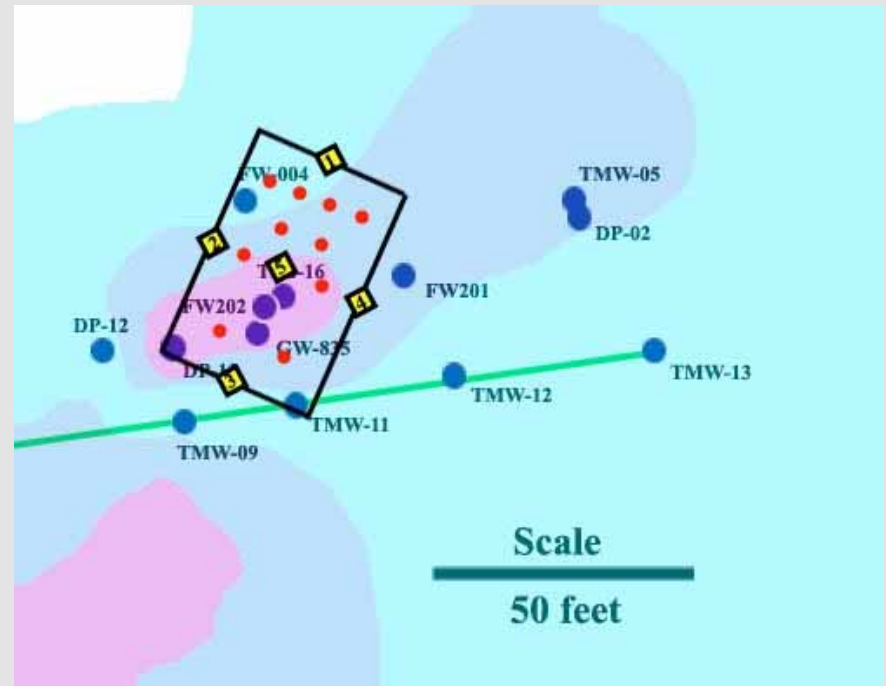 1
FW-004
TMW-05
2
DP-02
5
FW201
FW202
4
DP-12
GW-835
TMW-13
3
TMW-12
TMW-11
TMW-09
Scale
50 feet